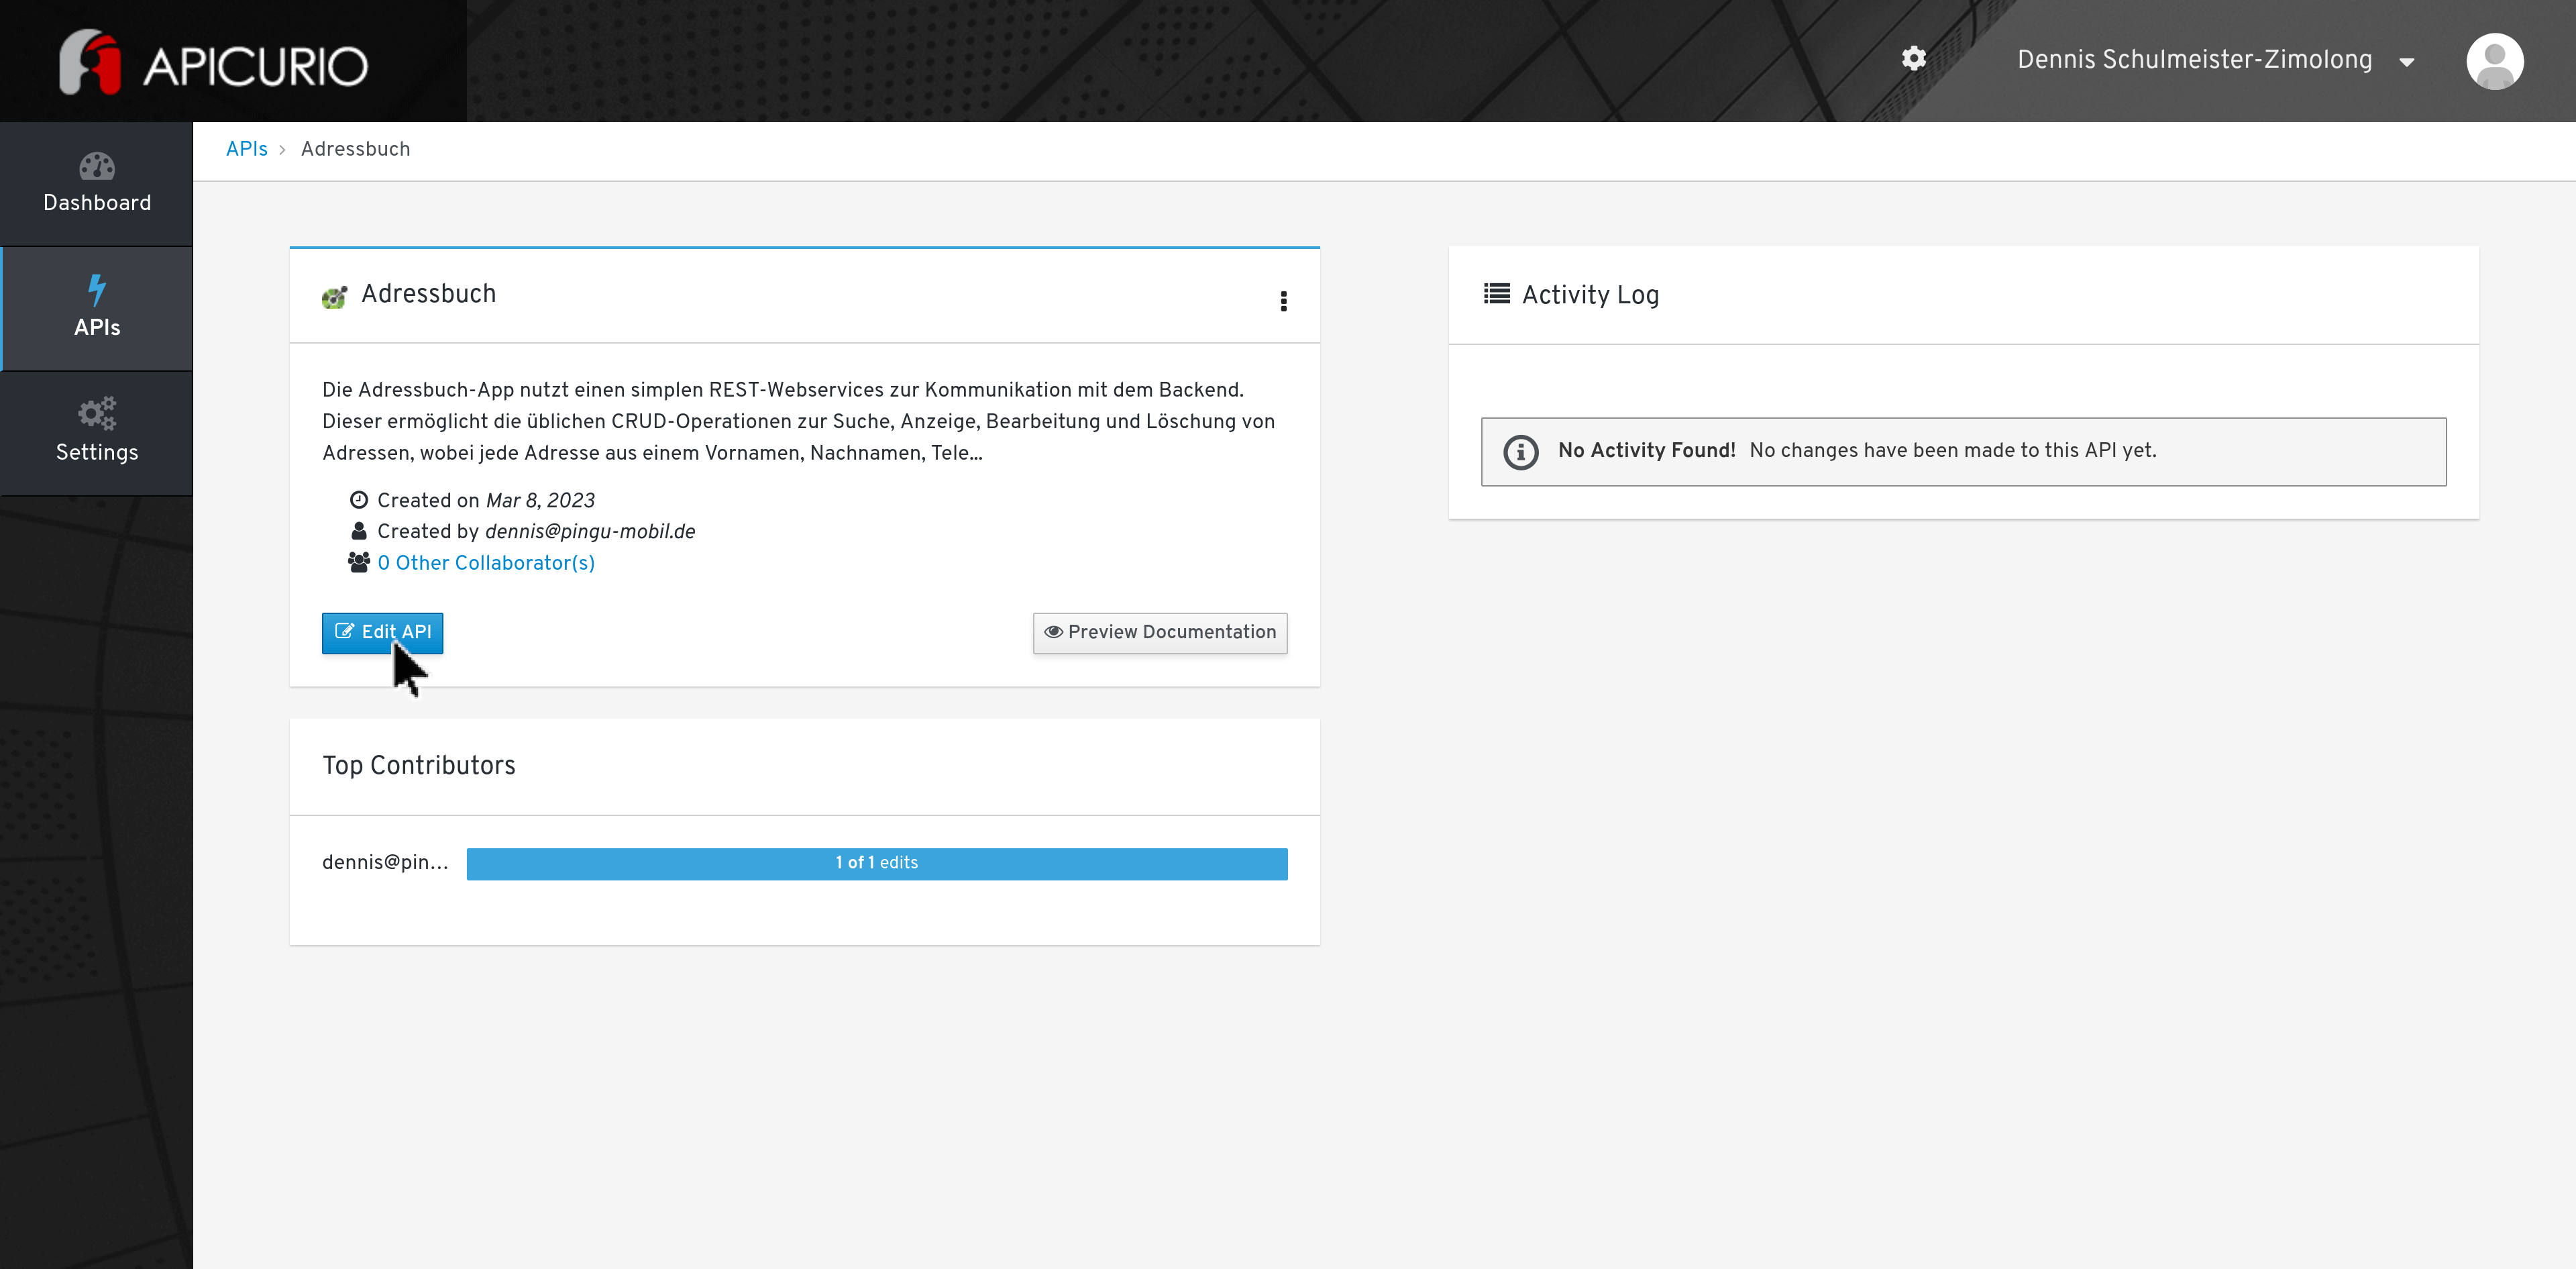 APICURIO
Dennis Schulmeister-Zimolong
Dashboard
APIs
Settings
APIs > Adressbuch
Adressbuch
Die Adressbuch-App nutzt einen simplen REST-Webservices zur Kommunikation mit dem Backend.
Dieser ermöglicht die üblichen CRUD-Operationen zur Suche, Anzeige, Bearbeitung und Löschung von
Adressen, wobei jede Adresse aus einem Vornamen, Nachnamen, Tele...
Created on Mar 8, 2023
Created by dennis@pingu-mobil.de
0 Other Collaborator(s)
Edit API
Preview Documentation
Top Contributors
dennis@pin...
1 of 1 edits
Activity Log
No Activity Found! No changes have been made to this API yet.